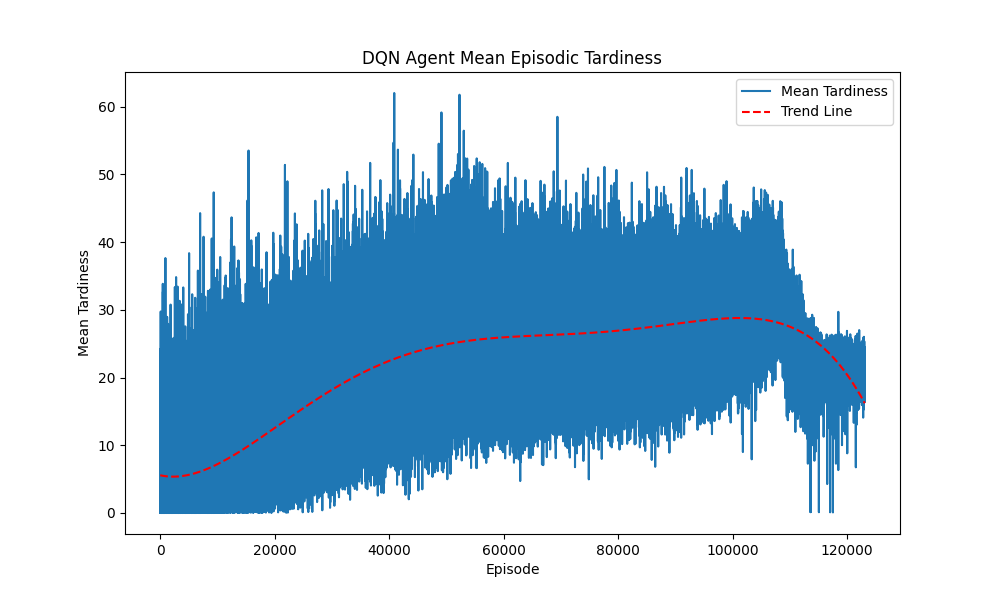 DQN Agent Mean Episodic Tardiness
Mean Tardiness
Trend Line
60
50
40
30
20
10
0
Mean Tardiness
0 20000 40000 60000 80000 100000 120000
Episode